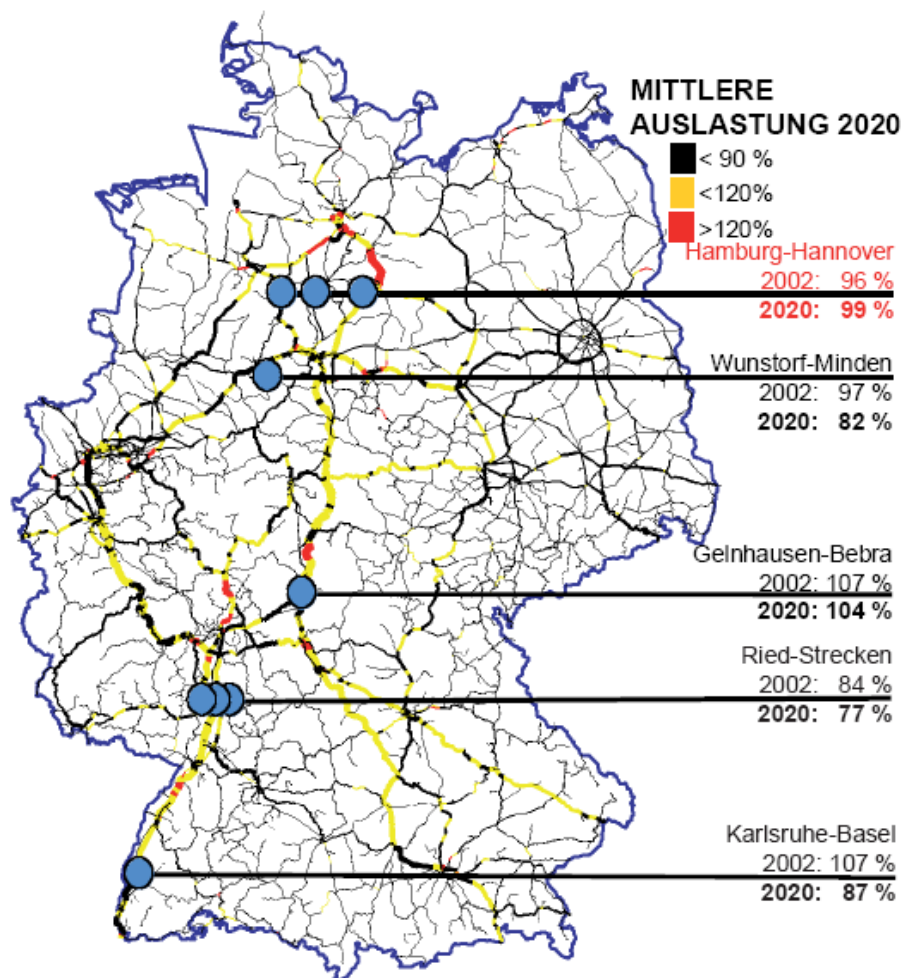 MITTLERE
AUSLASTUNG 2020
< 90 %
<120%
>120%
Hamburg-Hannover
2002: 96 %
2020: 99 %
Wunstorf-Minden
2002: 97 %
2020: 82 %
Gelnhausen-Bebra
2002: 107 %
2020: 104 %
Ried-Strecken
2002: 84 %
2020: 77 %
Karlsruhe-Basel
2002: 107 %
2020: 87 %